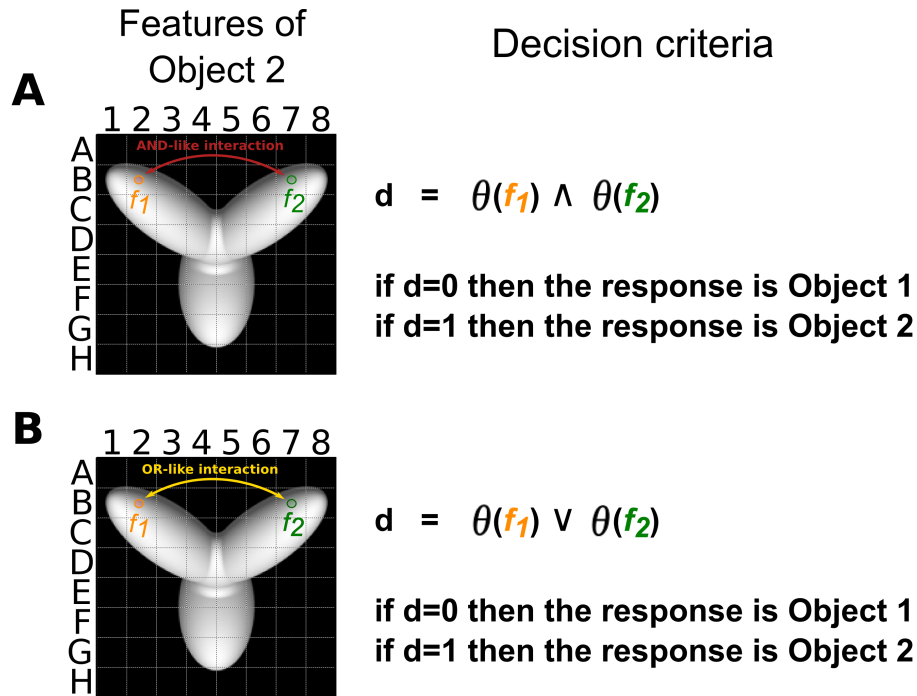 Features of
Object 2
Decision criteria
A
1 2 3 4 5 6 7 8
A
B
C
D
E
F
G
H
AND-like interaction
f1
f2
d = θ(f1) ∧ θ(f2)
if d=0 then the response is Object 1
if d=1 then the response is Object 2
B
1 2 3 4 5 6 7 8
A
B
C
D
E
F
G
H
OR-like interaction
f1
f2
d = θ(f1) ∨ θ(f2)
if d=0 then the response is Object 1
if d=1 then the response is Object 2